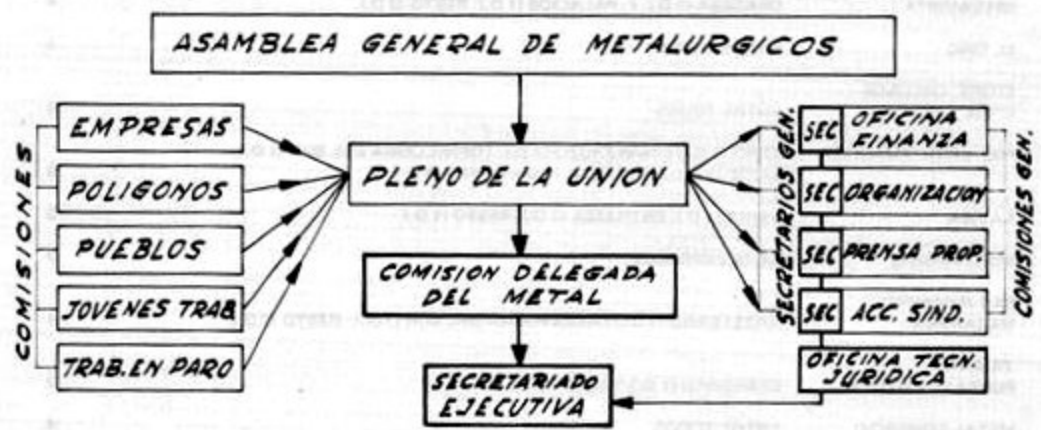 ASAMBLEA GENERAL DE METALURGICOS
COMISIONES
EMPRESAS
POLIGONOS
PUEBLOS
JOVENES TRAB.
TRAB. EN PARO
PLENO DE LA UNION
COMISION DELEGADA
DEL METAL
SECRETARIADO
EJECUTIVA
SECRETARIOS GEN.
SEC OFICINA
FINANZA
SEC ORGANIZACION
SEC PRENSA PROP.
SEC ACC. SIND.
OFICINA TECN.
JURIDICA
COMISIONES GEN.